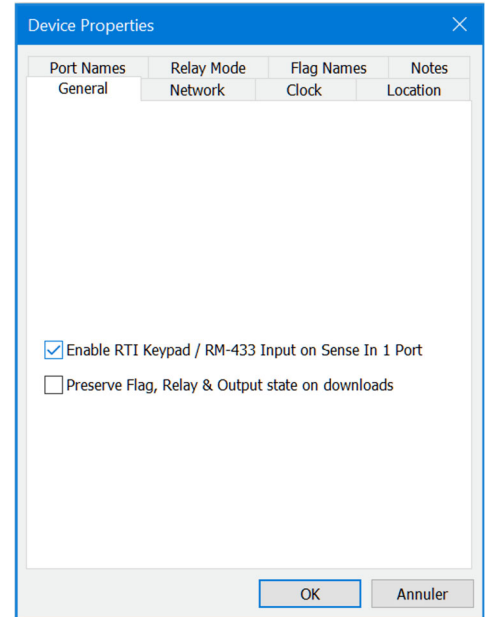 Device Properties
Port Names Relay Mode Flag Names Notes
General Network Clock Location
Enable RTI Keypad / RM-433 Input on Sense In 1 Port
Preserve Flag, Relay & Output state on downloads
OK Annuler